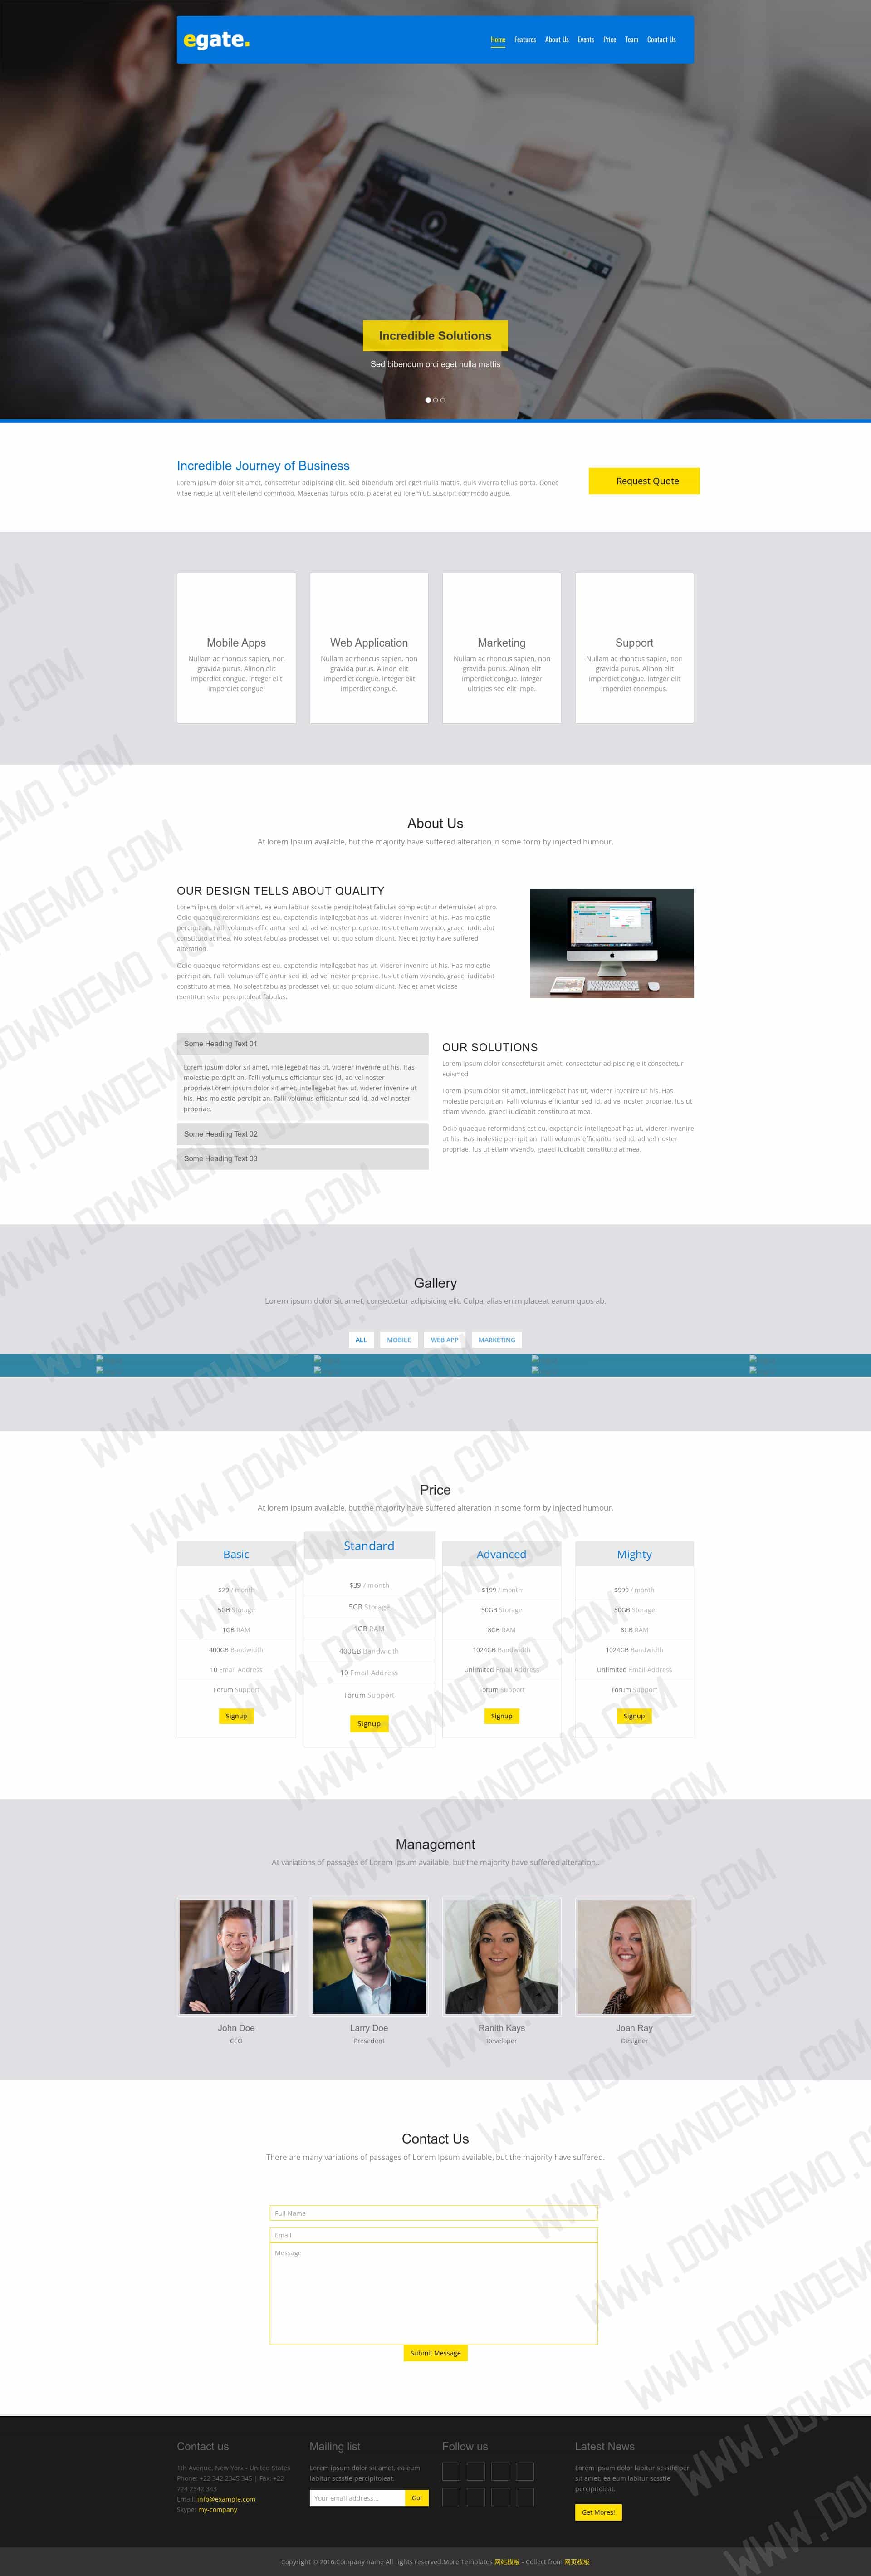 egate.
Home Features About Us Events Price Team Contact Us
Incredible Solutions
Sed bibendum orci eget nulla mattis
Incredible Journey of Business
Lorem ipsum dolor sit amet, consectetur adipiscing elit. Sed bibendum orci eget nulla mattis, quis viverra tellus porta. Donec
vitae neque ut velit eleifend commodo. Maecenas turpis odio, placerat eu lorem ut, suscipit commodo augue.
Request Quote
Mobile Apps
Nullam ac rhoncus sapien, non
gravida purus. Alinon elit
imperdiet congue. Integer elit
imperdiet congue.
Web Application
Nullam ac rhoncus sapien, non
gravida purus. Alinon elit
imperdiet congue. Integer elit
imperdiet congue.
Marketing
Nullam ac rhoncus sapien, non
gravida purus. Alinon elit
imperdiet congue. Integer
ultricies sed elit impe.
Support
Nullam ac rhoncus sapien, non
gravida purus. Alinon elit
imperdiet congue. Integer elit
imperdiet conempus.
About Us
At lorem Ipsum available, but the majority have suffered alteration in some form by injected humour.
OUR DESIGN TELLS ABOUT QUALITY
Lorem ipsum dolor sit amet, ea eum labitur scsstie percipitoleat fabulas complectitur deterruisset at pro.
Odio quaeque reformidans est eu, expetendis intellegebat has ut, viderer invenire ut his. Has molestie
percipit an. Falli volumus efficiantur sed id, ad vel noster propriae. Ius ut etiam vivendo, graeci iudicabit
constituto at mea. No soleat fabulas prodesset vel, ut quo solum dicunt. Nec et jority have suffered
alteration.
Odio quaeque reformidans est eu, expetendis intellegebat has ut, viderer invenire ut his. Has molestie
percipit an. Falli volumus efficiantur sed id, ad vel noster propriae. Ius ut etiam vivendo, graeci iudicabit
constituto at mea. No soleat fabulas prodesset vel, ut quo solum dicunt. Nec et amet vidisse
mentitumsstie percipitoleat fabulas.
Some Heading Text 01
Lorem ipsum dolor sit amet, intellegebat has ut, viderer invenire ut his. Has
molestie percipit an. Falli volumus efficiantur sed id, ad vel noster
propriae.Lorem ipsum dolor sit amet, intellegebat has ut, viderer invenire ut
his. Has molestie percipit an. Falli volumus efficiantur sed id, ad vel noster
propriae.
Some Heading Text 02
Some Heading Text 03
OUR SOLUTIONS
Lorem ipsum dolor consectetursit amet, consectetur adipiscing elit consectetur
euismod
Lorem ipsum dolor sit amet, intellegebat has ut, viderer invenire ut his. Has
molestie percipit an. Falli volumus efficiantur sed id, ad vel noster propriae. Ius ut
etiam vivendo, graeci iudicabit constituto at mea.
Odio quaeque reformidans est eu, expetendis intellegebat has ut, viderer invenire
ut his. Has molestie percipit an. Falli volumus efficiantur sed id, ad vel noster
propriae. Ius ut etiam vivendo, graeci iudicabit constituto at mea.
Gallery
Lorem ipsum dolor sit amet, consectetur adipisicing elit. Culpa, alias enim placeat earum quos ab.
ALL MOBILE WEB APP MARKETING
Price
At lorem Ipsum available, but the majority have suffered alteration in some form by injected humour.
Basic
$29 / month
5GB Storage
1GB RAM
400GB Bandwidth
10 Email Address
Forum Support
Signup
Standard
$39 / month
5GB Storage
1GB RAM
400GB Bandwidth
10 Email Address
Forum Support
Signup
Advanced
$199 / month
50GB Storage
8GB RAM
1024GB Bandwidth
Unlimited Email Address
Forum Support
Signup
Mighty
$999 / month
50GB Storage
8GB RAM
1024GB Bandwidth
Unlimited Email Address
Forum Support
Signup
Management
At variations of passages of Lorem Ipsum available, but the majority have suffered alteration..
John Doe
CEO
Larry Doe
Presedent
Ranith Kays
Developer
Joan Ray
Designer
Contact Us
There are many variations of passages of Lorem Ipsum available, but the majority have suffered.
Full Name
Email
Message
Submit Message
Contact us
1th Avenue, New York - United States
Phone: +22 342 2345 345 | Fax: +22
724 2342 343
Email: info@example.com
Skype: my-company
Mailing list
Lorem ipsum dolor sit amet, ea eum
labitur scsstie percipitoleat.
Your email address... Go!
Follow us
Latest News
Lorem ipsum dolor labitur scsstie per
sit amet, ea eum labitur scsstie
percipitoleat.
Get Mores!
Copyright © 2016.Company name All rights reserved.More Templates 网站模板 - Collect from 网页模板
WWW.DOWNDEMO.COM